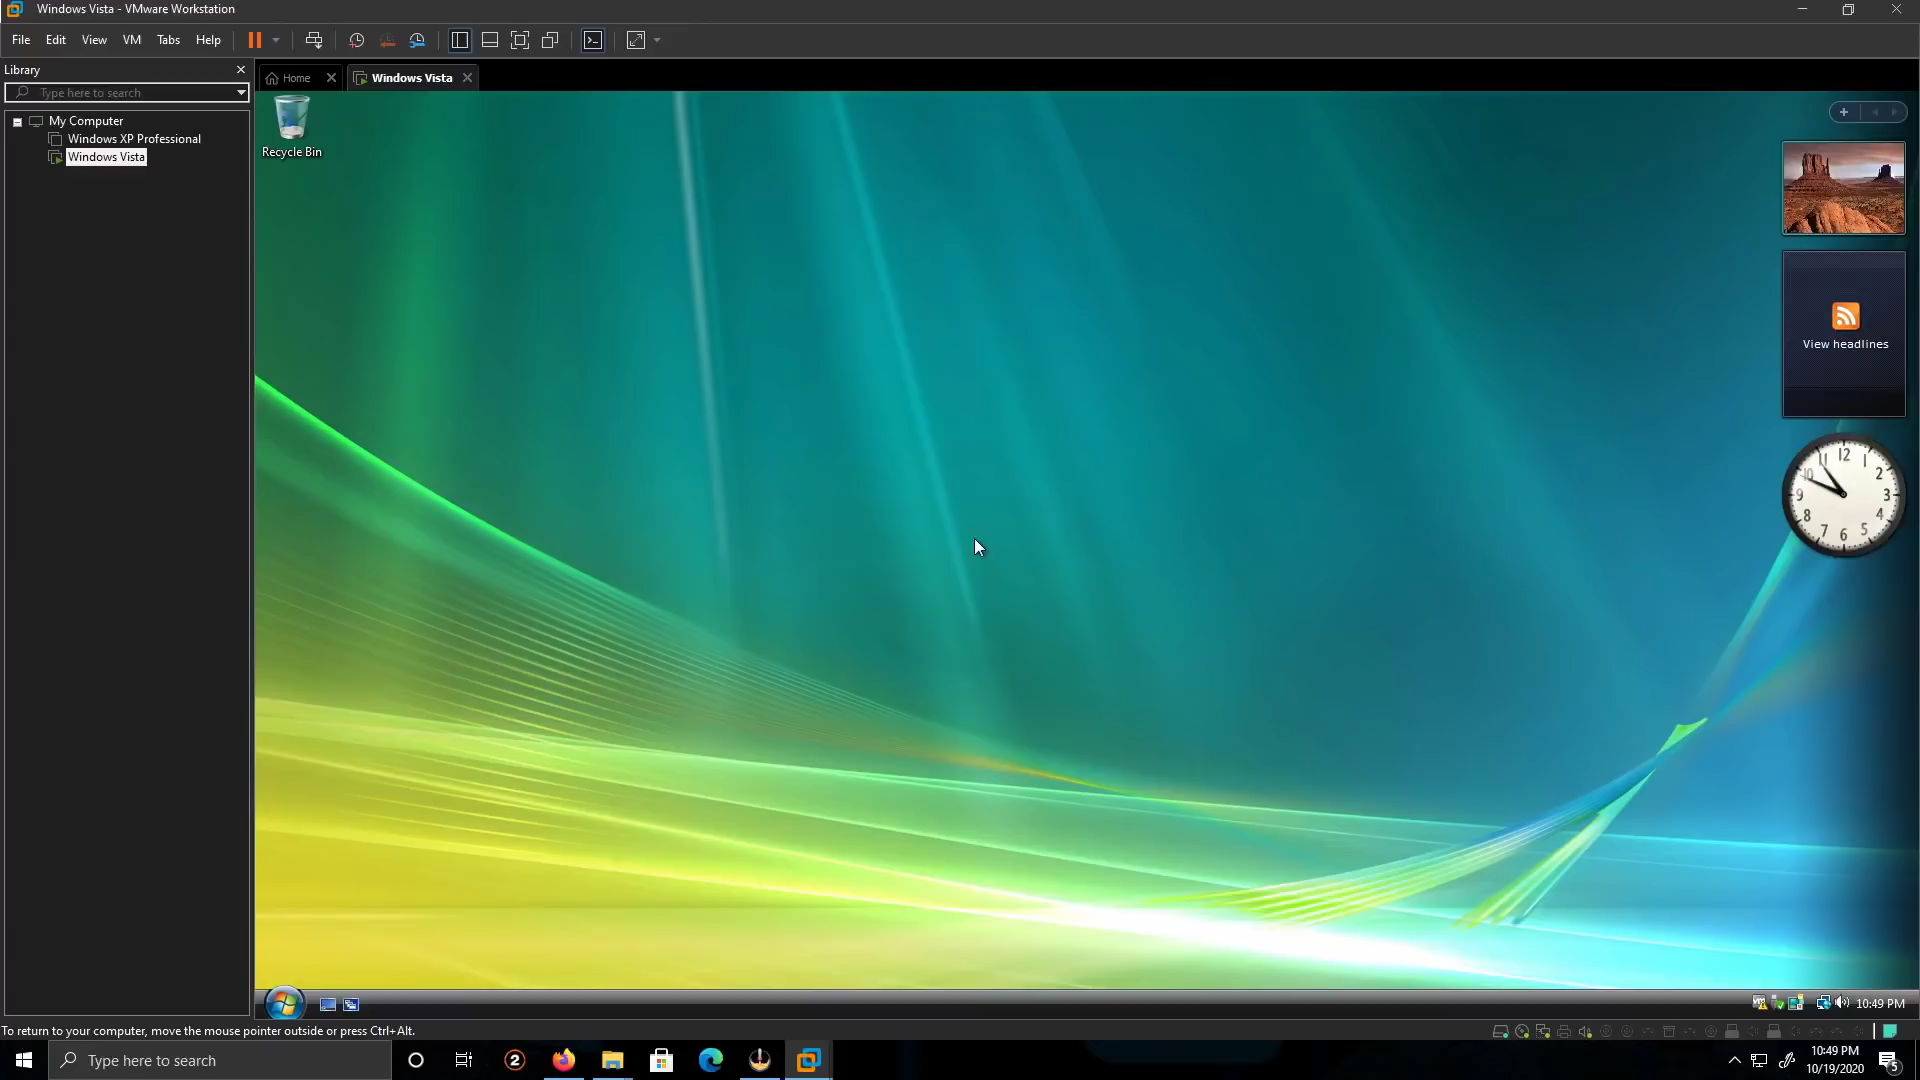 Windows Vista - VMware Workstation
File Edit View VM Tabs Help
Library
Type here to search
My Computer
Windows XP Professional
Windows Vista
Home
Windows Vista
Recycle Bin
View headlines
12
1
2
3
4
5
6
7
8
9
10
11
10:49 PM
To return to your computer, move the mouse pointer outside or press Ctrl+Alt.
Type here to search
2
10:49 PM
10/19/2020
5